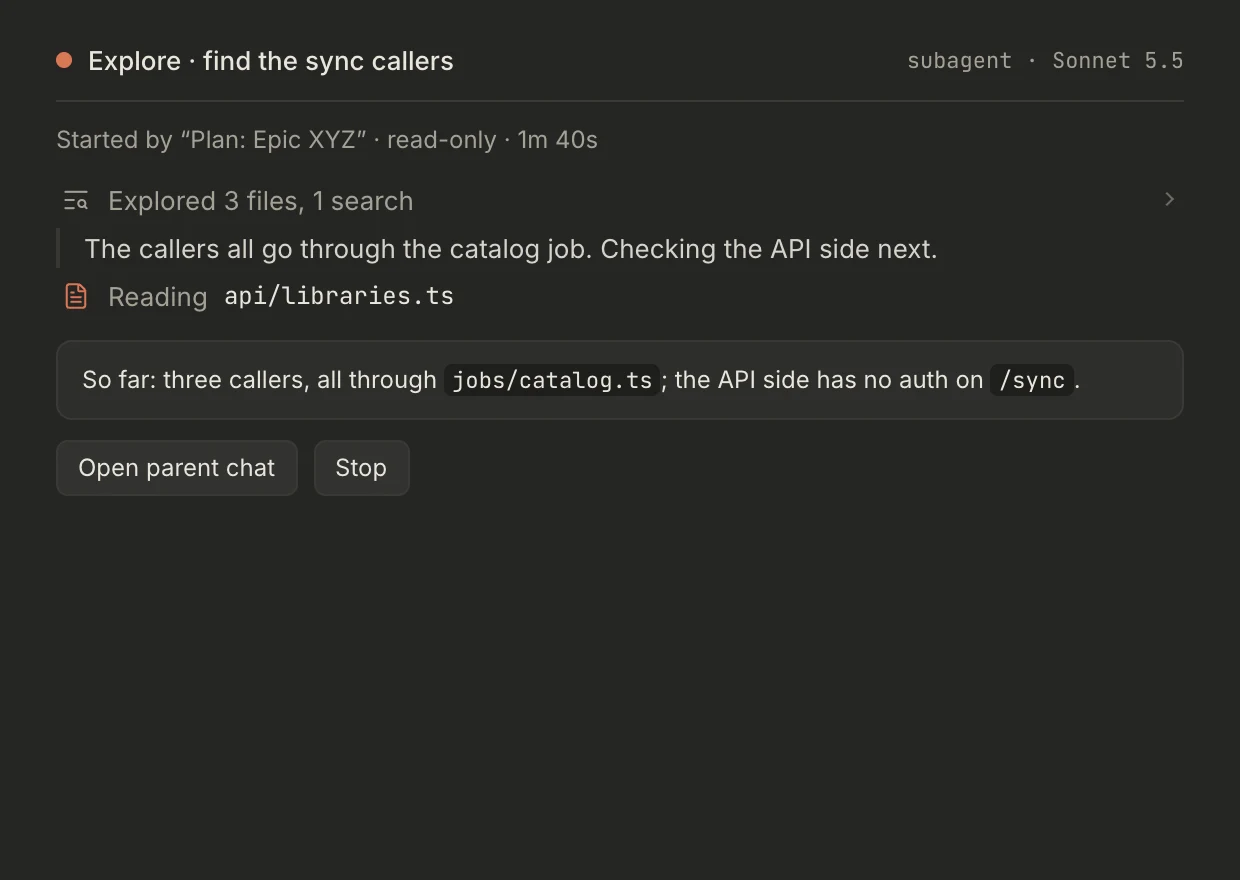 Explore · find the sync callers
subagent · Sonnet 5.5
Started by “Plan: Epic XYZ” · read-only · 1m 40s
Explored 3 files, 1 search
The callers all go through the catalog job. Checking the API side next.
Reading api/libraries.ts
So far: three callers, all through jobs/catalog.ts; the API side has no auth on /sync.
Open parent chat
Stop